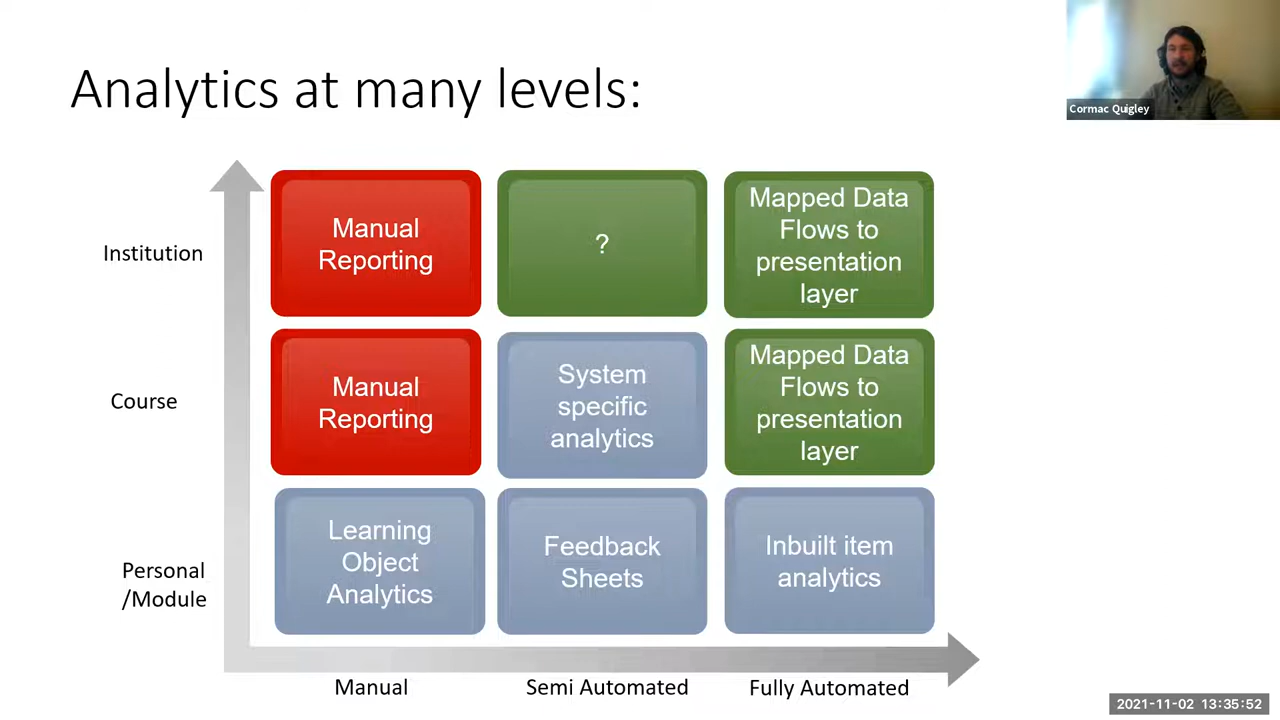 Analytics at many levels:
Cormac Quigley
Institution
Manual
Reporting
?
Mapped Data
Flows to
presentation
layer
Course
Manual
Reporting
System
specific
analytics
Mapped Data
Flows to
presentation
layer
Personal
/Module
Learning
Object
Analytics
Feedback
Sheets
Inbuilt item
analytics
Manual
Semi Automated
Fully Automated
2021-11-02 13:35:52